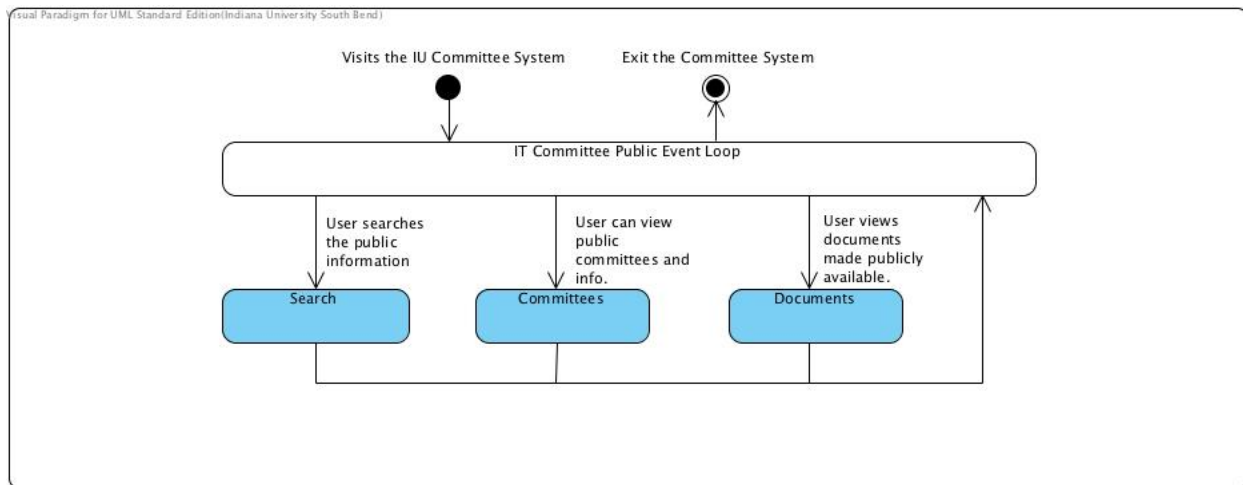 Visual Paradigm for UML Standard Edition(Indiana University South Bend)
Visits the IU Committee System
Exit the Committee System
IT Committee Public Event Loop
User searches
the public
information
User can view
public
committees and
info.
User views
documents
made publicly
available.
Search
Committees
Documents